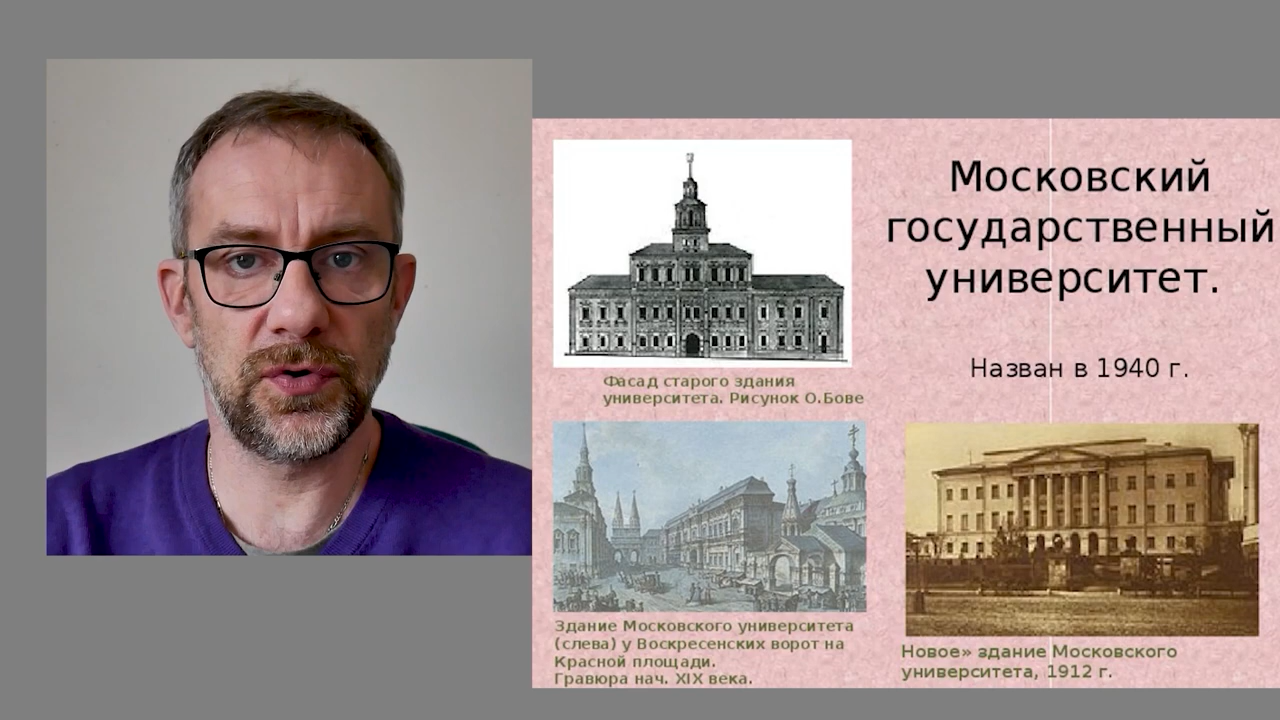 Московский
государственный
университет.
Назван в 1940 г.
Фасад старого здания
университета. Рисунок О.Бове
Здание Московского университета
(слева) у Воскресенских ворот на
Красной площади.
Гравюра нач. XIX века.
Новое» здание Московского
университета, 1912 г.